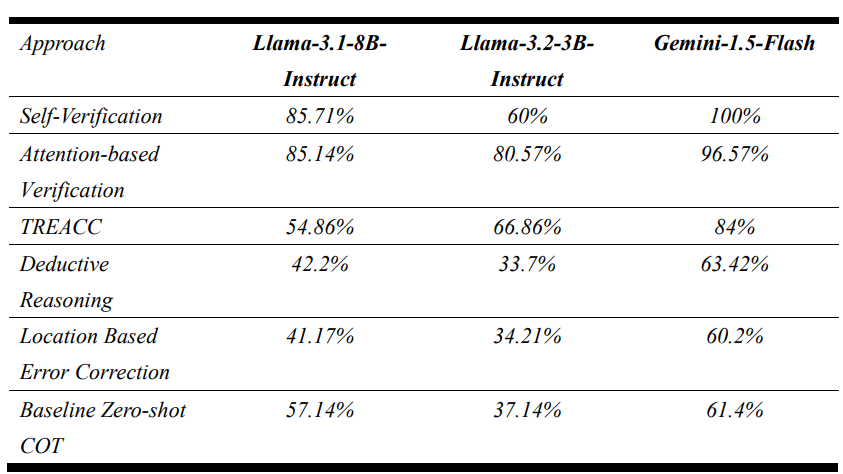 Approach Llama-3.1-8B- Llama-3.2-3B- Gemini-1.5-Flash
Instruct Instruct
Self-Verification 85.71% 60% 100%
Attention-based 85.14% 80.57% 96.57%
Verification
TREACC 54.86% 66.86% 84%
Deductive 42.2% 33.7% 63.42%
Reasoning
Location Based 41.17% 34.21% 60.2%
Error Correction
Baseline Zero-shot 57.14% 37.14% 61.4%
COT